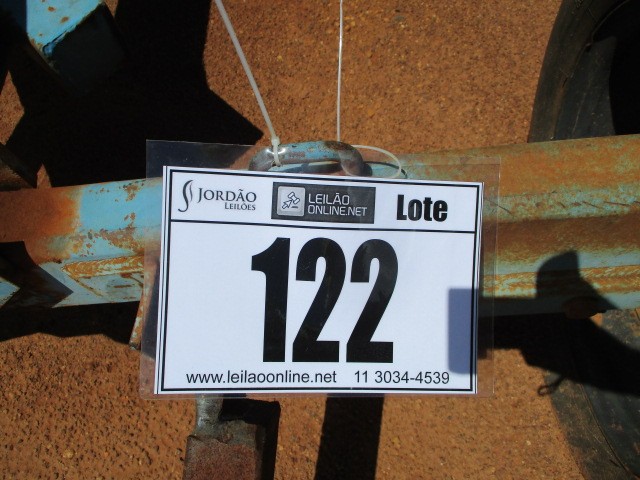 JORDÃO
LEILÕES
LEILÃO
ONLINE.NET
Lote
122
www.leilaoonline.net 11 3034-4539